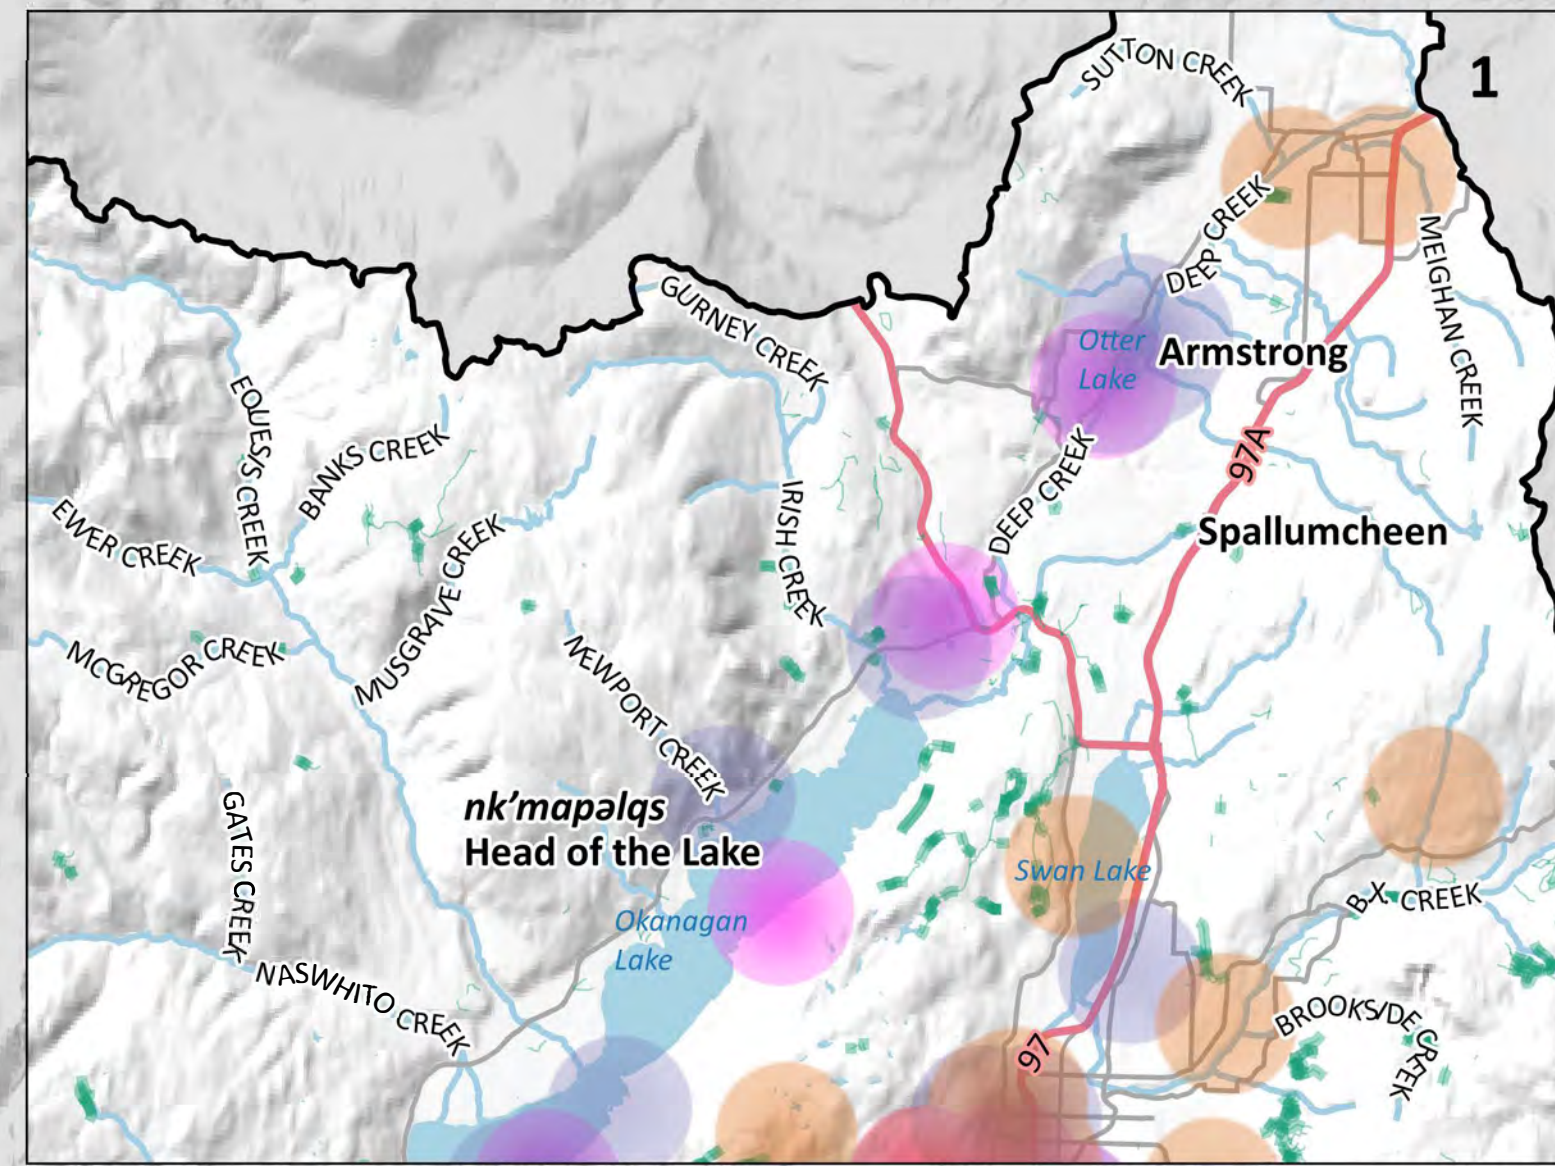 1
SUTTON CREEK
DEEP CREEK
MEIGHAN CREEK
GURNEY CREEK
Otter
Lake
Armstrong
EQUESIS CREEK
BANKS CREEK
97A
DEEP CREEK
IRISH CREEK
EWER CREEK
MUSGRAVE CREEK
Spallumcheen
MCGREGOR CREEK
NEWPORT CREEK
nk’mapəlqs
Head of the Lake
GATES CREEK
Swan Lake
Okanagan
Lake
B.X. CREEK
NASWHITO CREEK
BROOKSIDE CREEK
97